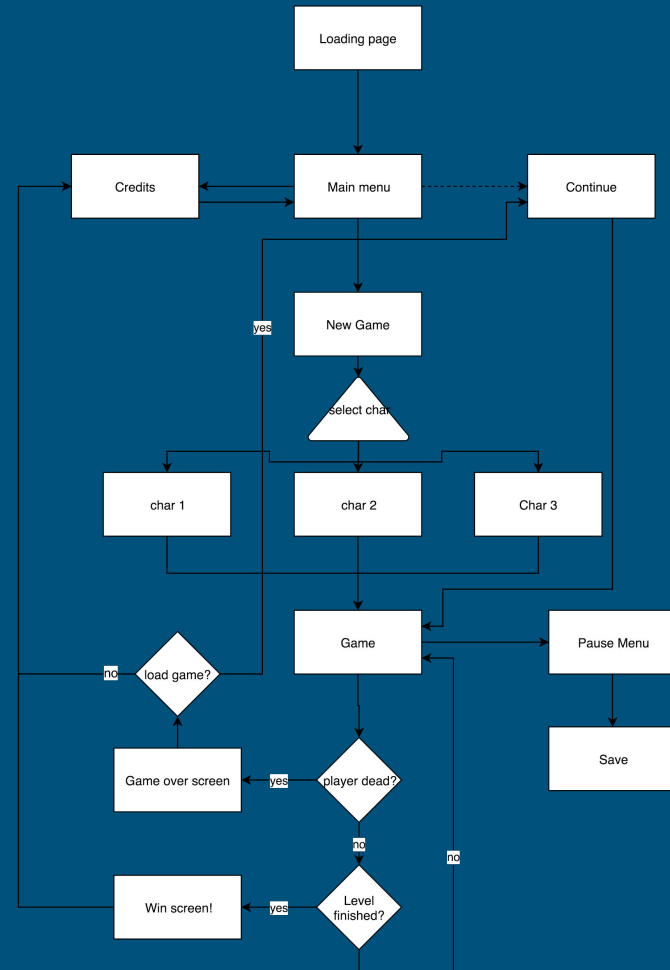 Loading page
Credits
Main menu
Continue
yes
New Game
select char
char 1
char 2
Char 3
Game
Pause Menu
no
load game?
Save
Game over screen
yes
player dead?
no
no
Win screen!
yes
Level
finished?